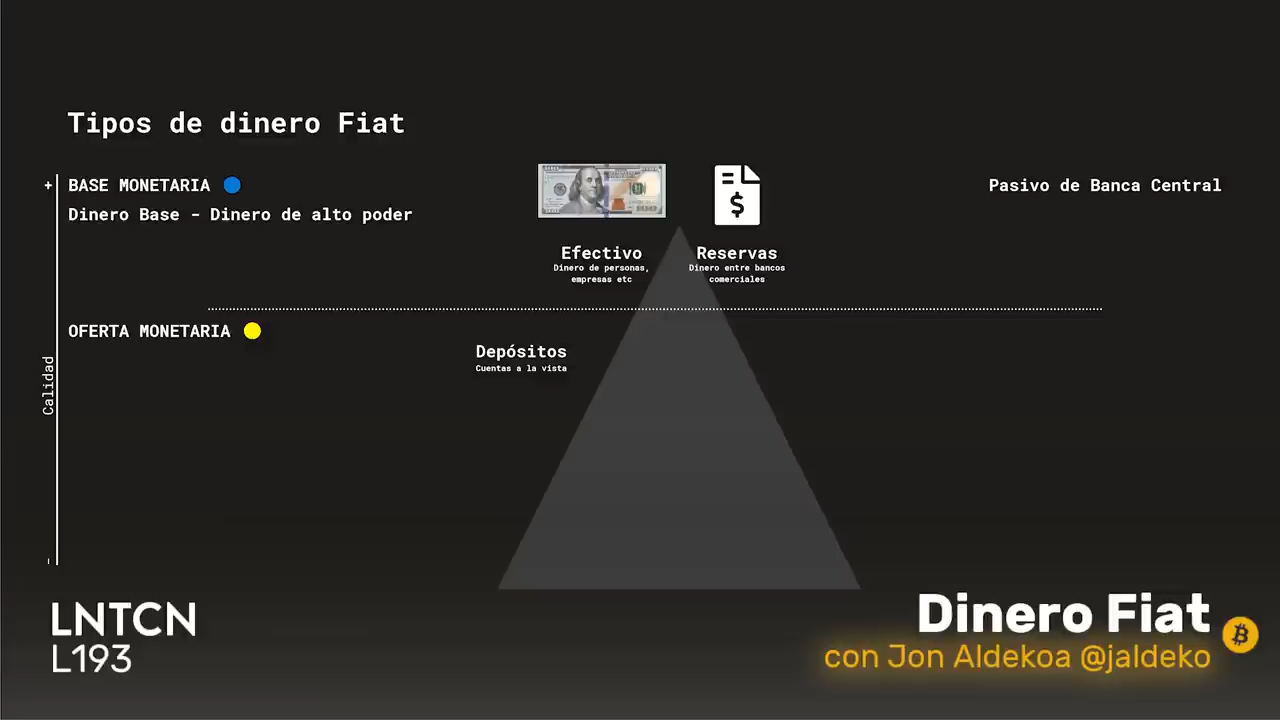 Tipos de dinero Fiat
+
BASE MONETARIA
Dinero Base - Dinero de alto poder
Efectivo
Dinero de personas,
empresas etc
$
Reservas
Dinero entre bancos
comerciales
Pasivo de Banca Central
OFERTA MONETARIA
Depósitos
Cuentas a la vista
Calidad
-
LNTCN
L193
Dinero Fiat
con Jon Aldekoa @jaldeko